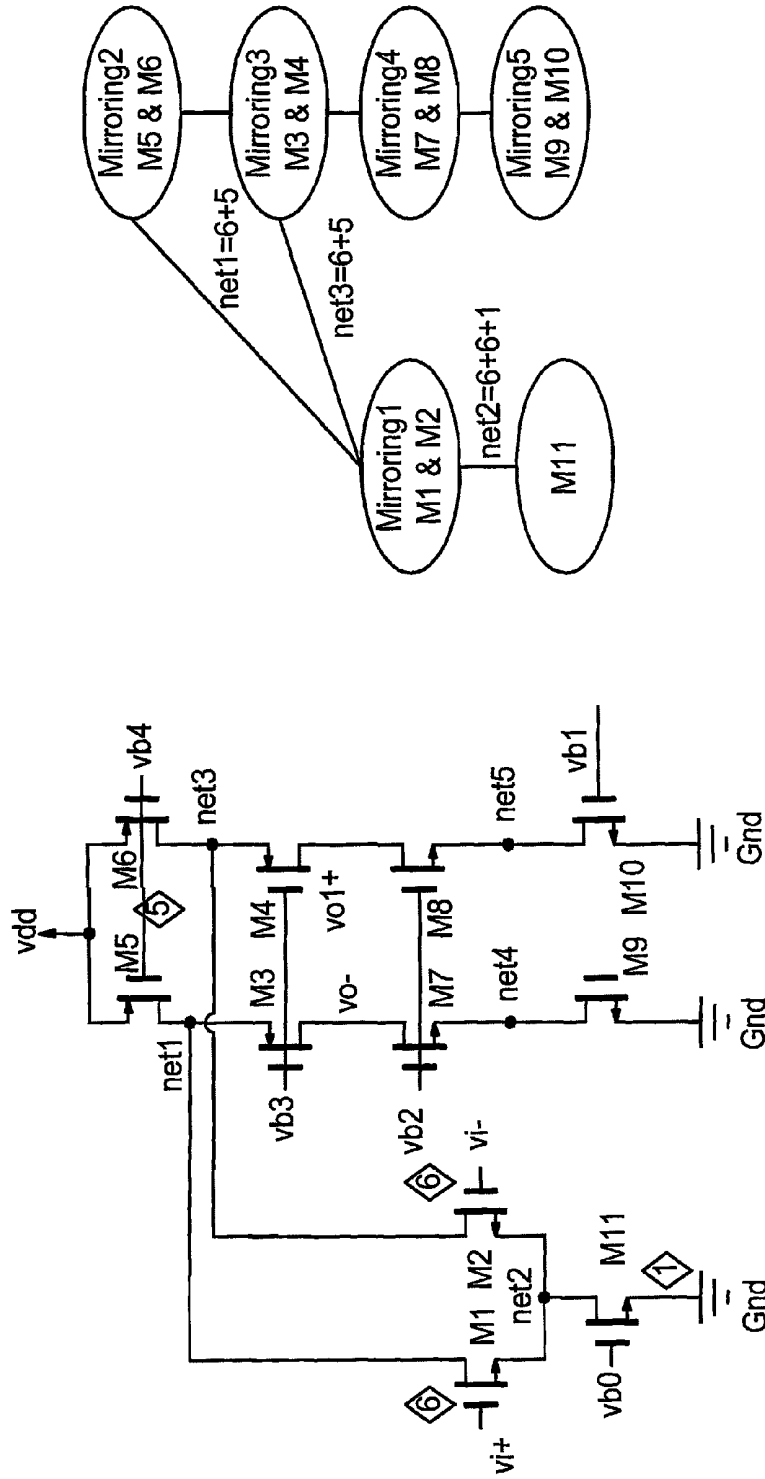 vdd
M5
M6
5
vb4
net1
net3
M3
M4
vb3
vo-
vo1+
vb2
M7
M8
net4
net5
M9
M10
vb1
Gnd
Gnd
6
6
vi+
vi-
M1
M2
net2
vb0
M11
1
Gnd
Mirroring2
M5 & M6
net1=6+5
Mirroring3
M3 & M4
net3=6+5
Mirroring1
M1 & M2
Mirroring4
M7 & M8
net2=6+6+1
M11
Mirroring5
M9 & M10